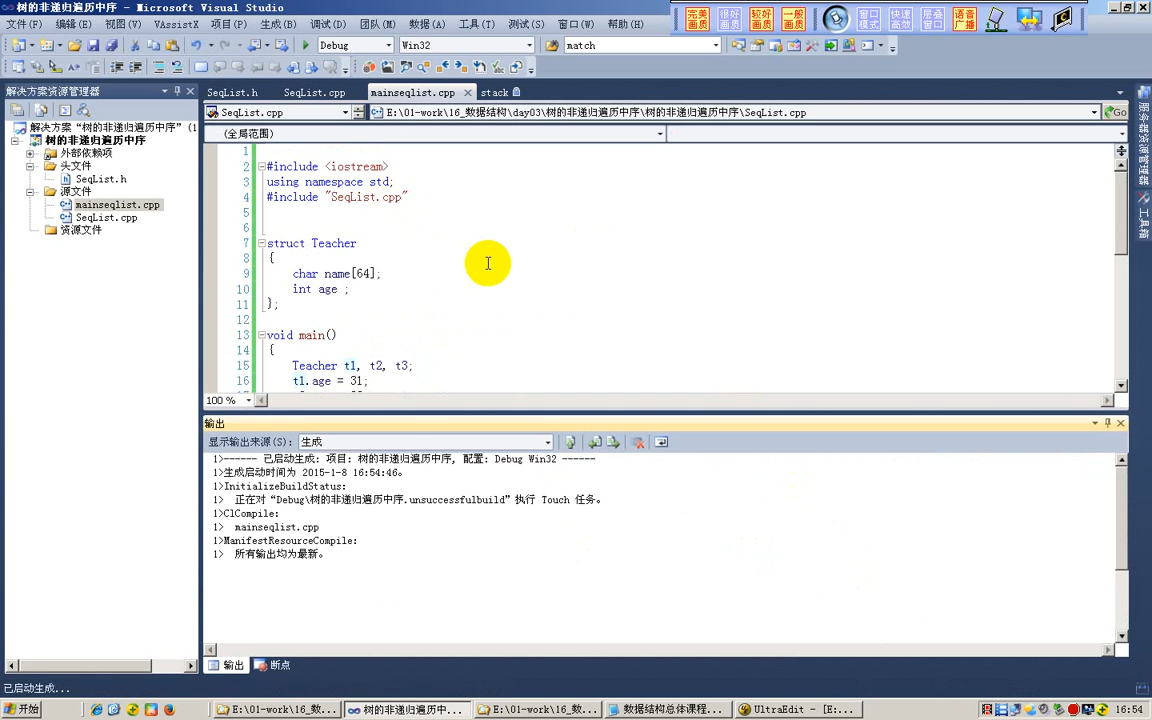 树的非递归遍历中序 - Microsoft Visual Studio
文件(F) 编辑(E) 视图(V) VAssistX 项目(P) 生成(B) 调试(D) 团队(M) 数据(A) 工具(T) 测试(S) 窗口(W) 帮助(H)
完美画质 很好画质 较好画质 一般画质 窗口模式 快速高效 层叠窗口 语音广播
Debug Win32 match
解决方案资源管理器
SeqList.h SeqList.cpp mainseqlist.cpp stack
SeqList.cpp E:\01-work\16_数据结构\day03\树的非递归遍历中序\树的非递归遍历中序\SeqList.cpp Go
(全局范围)
解决方案“树的非递归遍历中序” (1
树的非递归遍历中序
外部依赖项
头文件
SeqList.h
源文件
mainseqlist.cpp
SeqList.cpp
资源文件
1
2 #include <iostream>
3 using namespace std;
4 #include "SeqList.cpp"
5
6
7 struct Teacher
8 {
9 char name[64];
10 int age ;
11 };
12
13 void main()
14 {
15 Teacher t1, t2, t3;
16 t1.age = 31;
100 %
服务器资源管理器
工具箱
输出
显示输出来源(S): 生成
1>------ 已启动生成: 项目: 树的非递归遍历中序, 配置: Debug Win32 ------
1>生成启动时间为 2015-1-8 16:54:46。
1>InitializeBuildStatus:
1> 正在对“Debug\树的非递归遍历中序.unsuccessfulbuild”执行 Touch 任务。
1>ClCompile:
1> mainseqlist.cpp
1>ManifestResourceCompile:
1> 所有输出均为最新。
输出 断点
已启动生成...
开始 E:\01-work\16_数... 树的非递归遍历中... E:\01-work\16_数... 数据结构总体课程... UltraEdit - [E:... 16:54